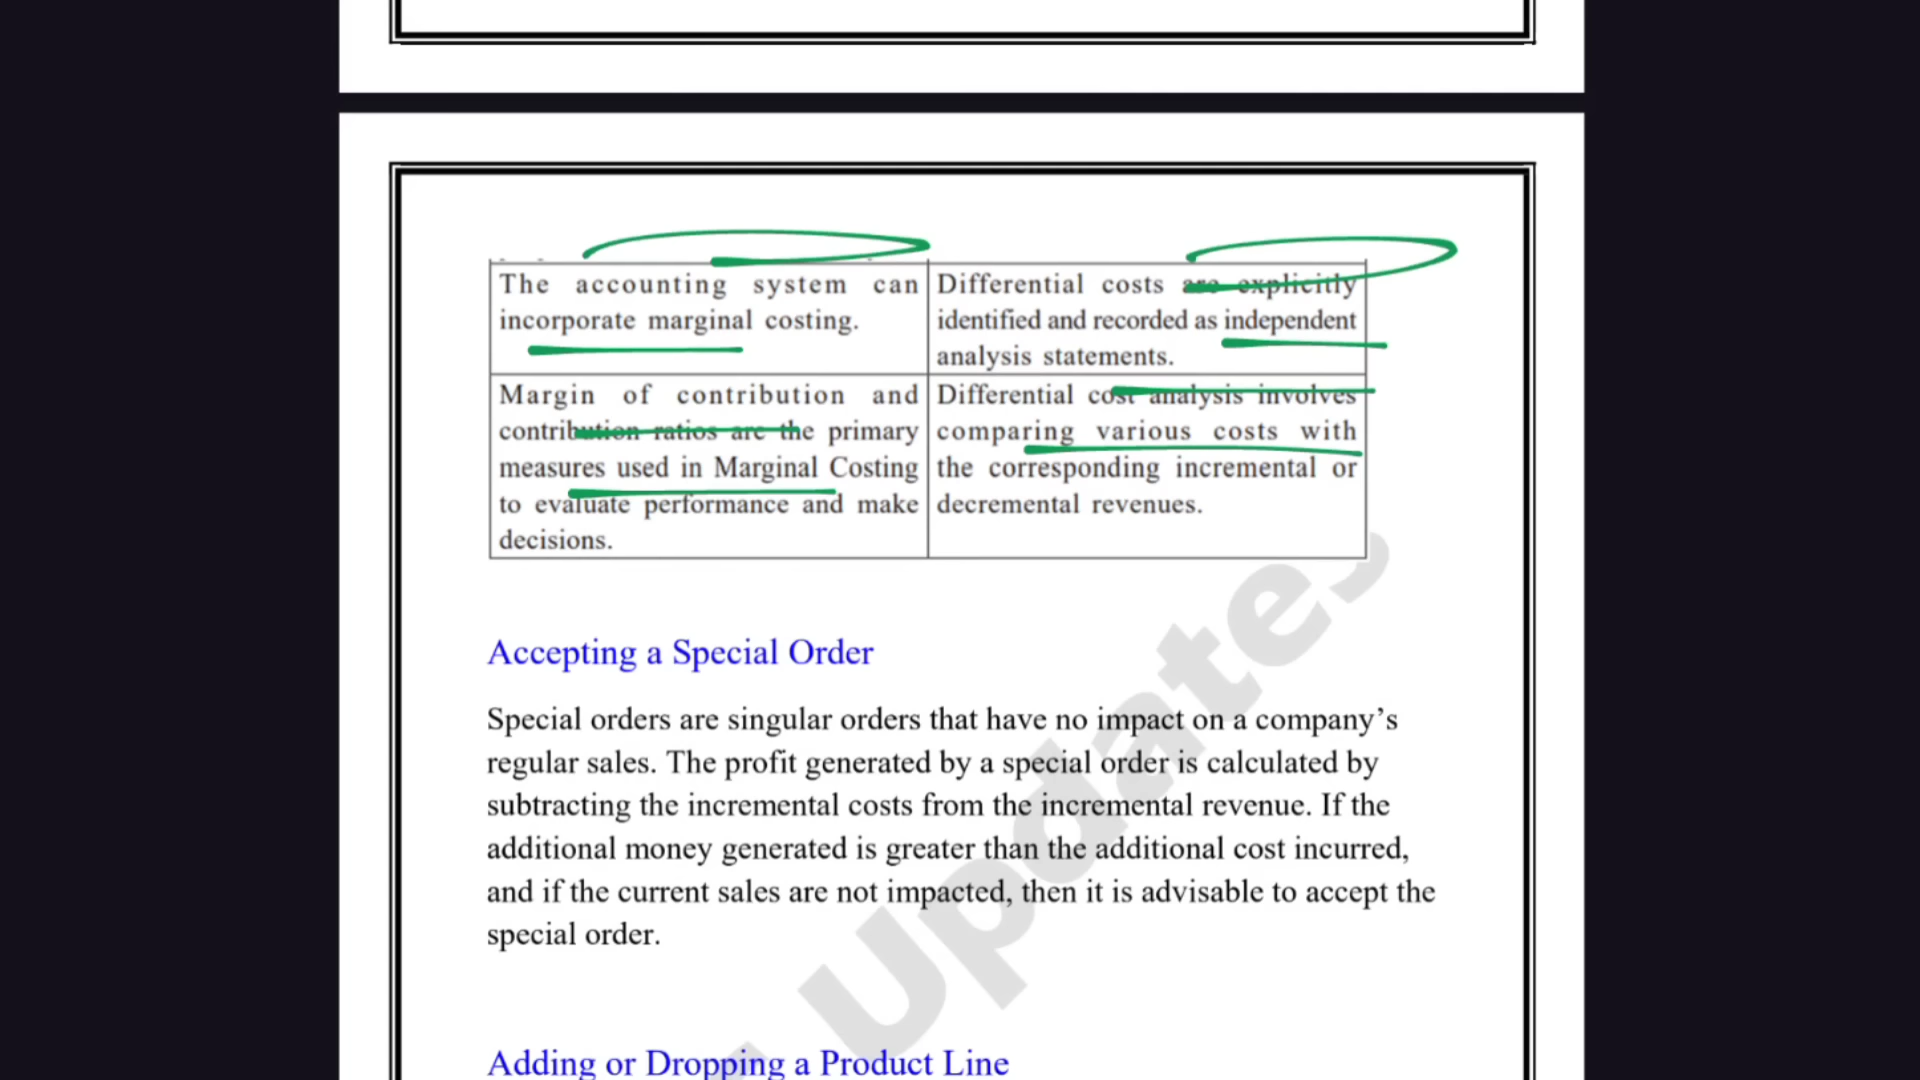 The accounting system can
incorporate marginal costing.
Differential costs are explicitly
identified and recorded as independent
analysis statements.
Margin of contribution and
contribution ratios are the primary
measures used in Marginal Costing
to evaluate performance and make
decisions.
Differential cost analysis involves
comparing various costs with
the corresponding incremental or
decremental revenues.
Accepting a Special Order
Special orders are singular orders that have no impact on a company’s
regular sales. The profit generated by a special order is calculated by
subtracting the incremental costs from the incremental revenue. If the
additional money generated is greater than the additional cost incurred,
and if the current sales are not impacted, then it is advisable to accept the
special order.
Updates
Adding or Dropping a Product Line